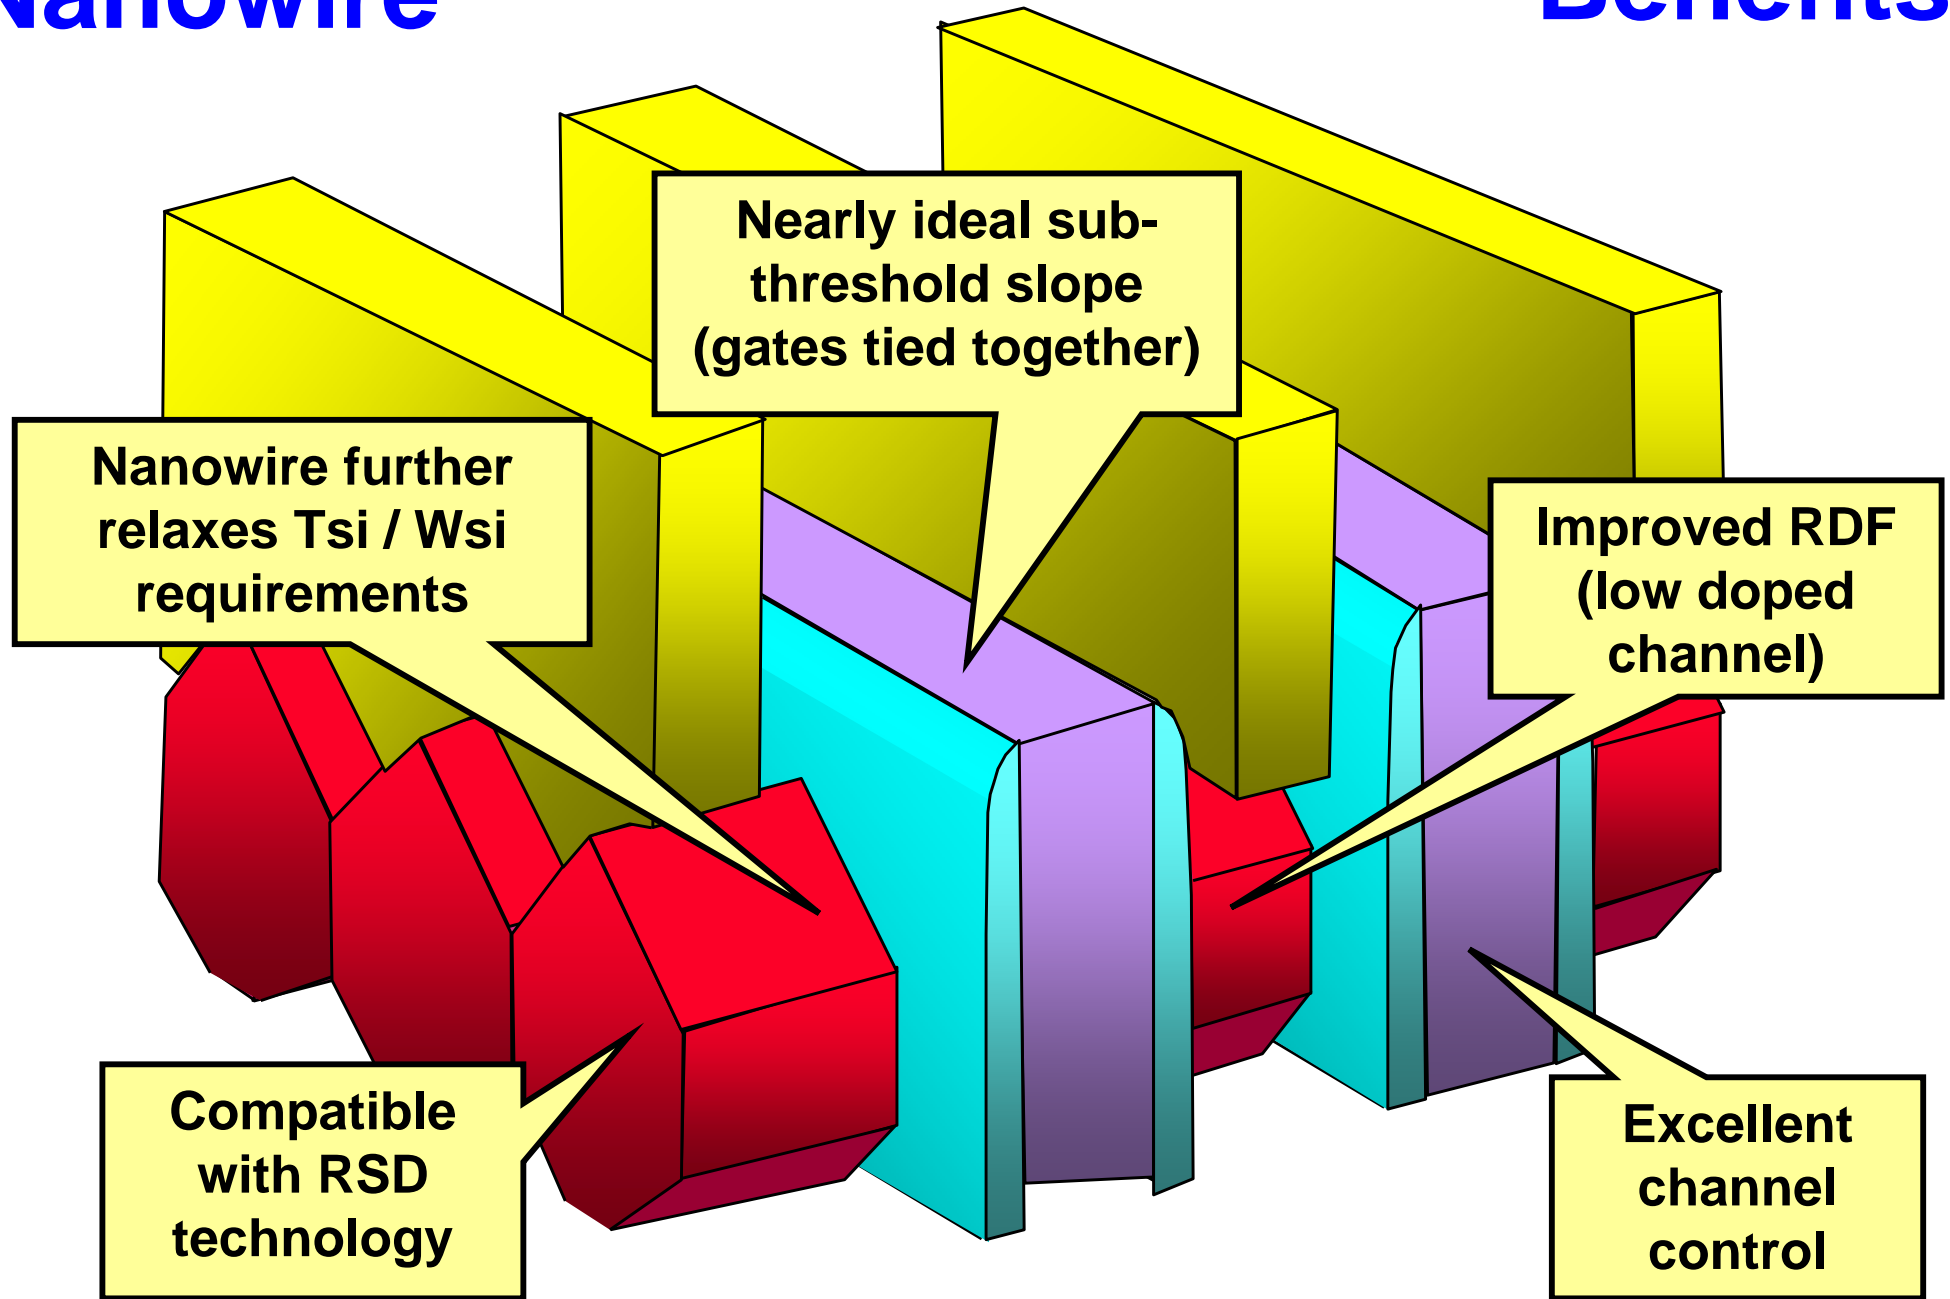 Nanowire
Benefits
Nearly ideal sub-
threshold slope
(gates tied together)
Nanowire further
relaxes Tsi / Wsi
requirements
Improved RDF
(low doped
channel)
Compatible
with RSD
technology
Excellent
channel
control